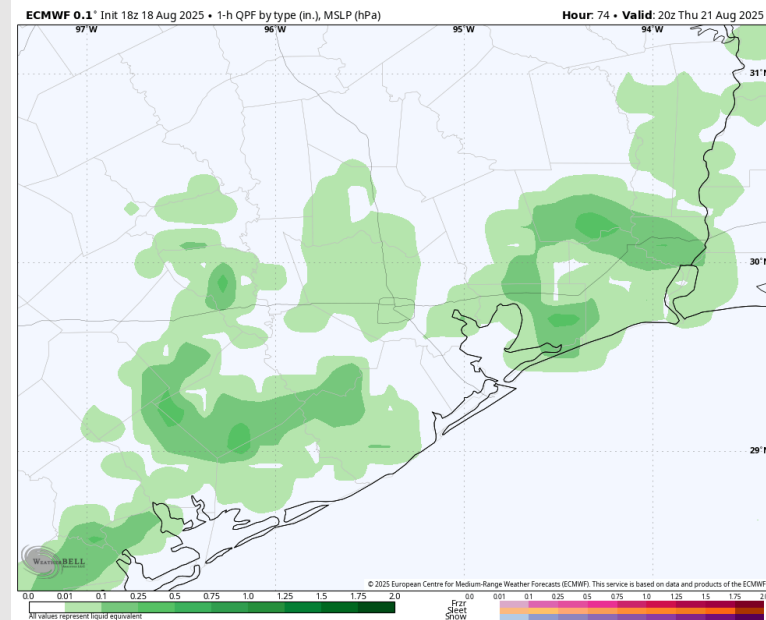 ECMWF 0.1° Init 18z 18 Aug 2025 • 1-h QPF by type (in.), MSLP (hPa)
Hour: 74 • Valid: 20z Thu 21 Aug 2025
97°W 96°W 95°W 94°W
31°N
30°N
29°N
WEATHERBELL
© 2025 European Centre for Medium-Range Weather Forecasts (ECMWF). This service is based on data and products of the ECMWF
0.0 0.01 0.1 0.25 0.5 0.75 1.0 1.25 1.5 1.75 2.0
0.0 0.01 0.1 0.25 0.5 0.75 1.0 1.25 1.5 1.75 2.0
All values represent liquid equivalent
Frzr
Sleet
Snow